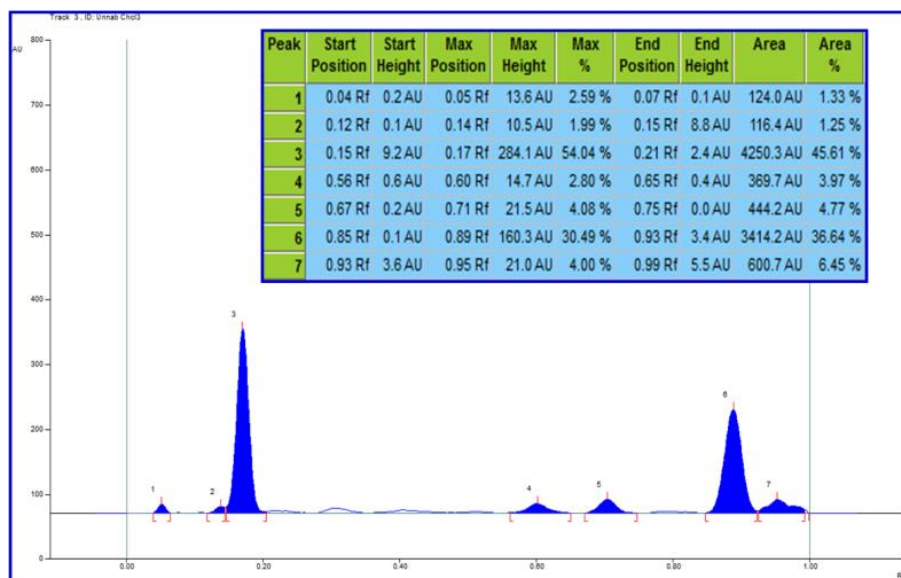 Track 3 , ID: Unnab Chcl3
AU
Peak Start Position Start Height Max Position Max Height Max % End Position End Height Area Area %
1 0.04 Rf 0.2 AU 0.05 Rf 13.6 AU 2.59 % 0.07 Rf 0.1 AU 124.0 AU 1.33 %
2 0.12 Rf 0.1 AU 0.14 Rf 10.5 AU 1.99 % 0.15 Rf 8.8 AU 116.4 AU 1.25 %
3 0.15 Rf 9.2 AU 0.17 Rf 284.1 AU 54.04 % 0.21 Rf 2.4 AU 4250.3 AU 45.61 %
4 0.56 Rf 0.6 AU 0.60 Rf 14.7 AU 2.80 % 0.65 Rf 0.4 AU 369.7 AU 3.97 %
5 0.67 Rf 0.2 AU 0.71 Rf 21.5 AU 4.08 % 0.75 Rf 0.0 AU 444.2 AU 4.77 %
6 0.85 Rf 0.1 AU 0.89 Rf 160.3 AU 30.49 % 0.93 Rf 3.4 AU 3414.2 AU 36.64 %
7 0.93 Rf 3.6 AU 0.95 Rf 21.0 AU 4.00 % 0.99 Rf 5.5 AU 600.7 AU 6.45 %
800
700
600
500
400
300
200
100
0
1
2
3
4
5
6
7
0.00 0.20 0.40 0.60 0.80 1.00